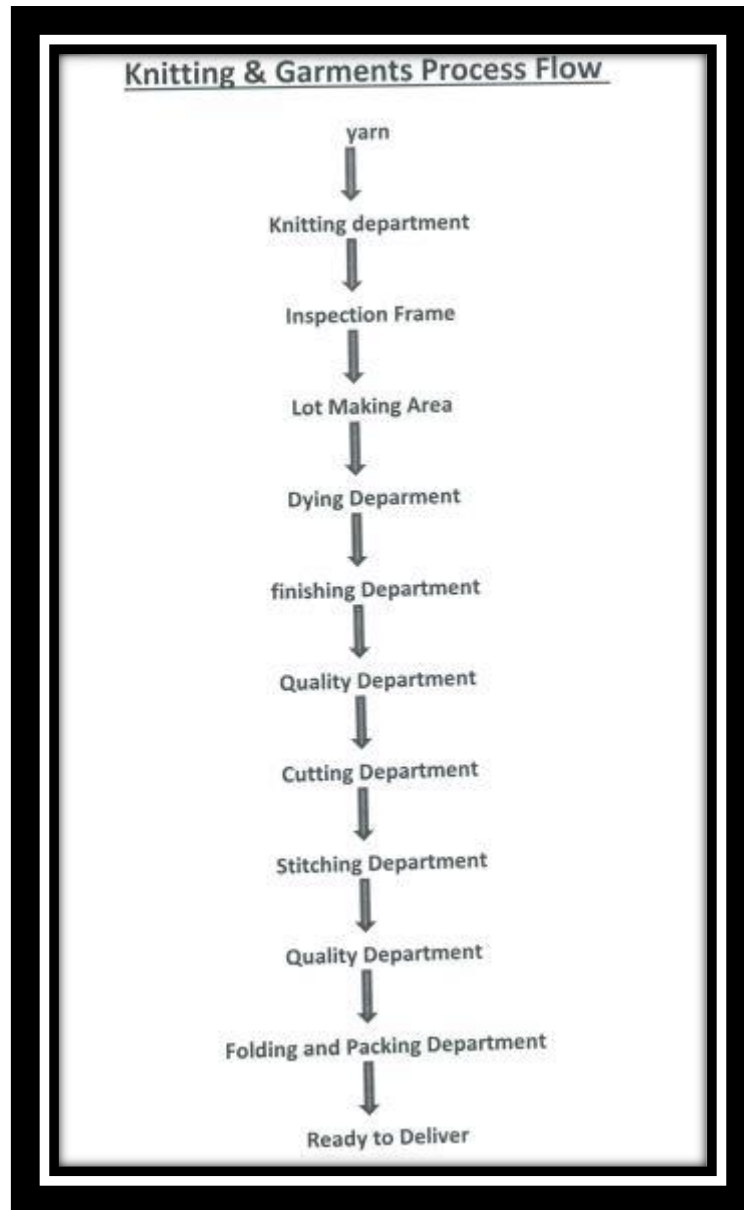 Knitting & Garments Process Flow
yarn
Knitting department
Inspection Frame
Lot Making Area
Dying Deparment
finishing Department
Quality Department
Cutting Department
Stitching Department
Quality Department
Folding and Packing Department
Ready to Deliver